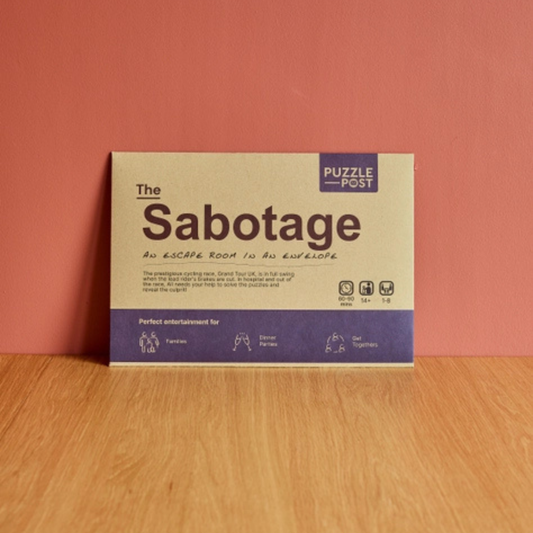 PUZZLE
POST
The
Sabotage
AN ESCAPE ROOM IN AN ENVELOPE
The prestigious cycling race, Grand Tour UK, is in full swing
when the lead rider's brakes are cut. In hospital and out of
the race, Ali needs your help to solve the puzzles and
reveal the culprit!
60-90
mins
14+
1-8
Perfect entertainment for
Families
Dinner
Parties
Get
Togethers